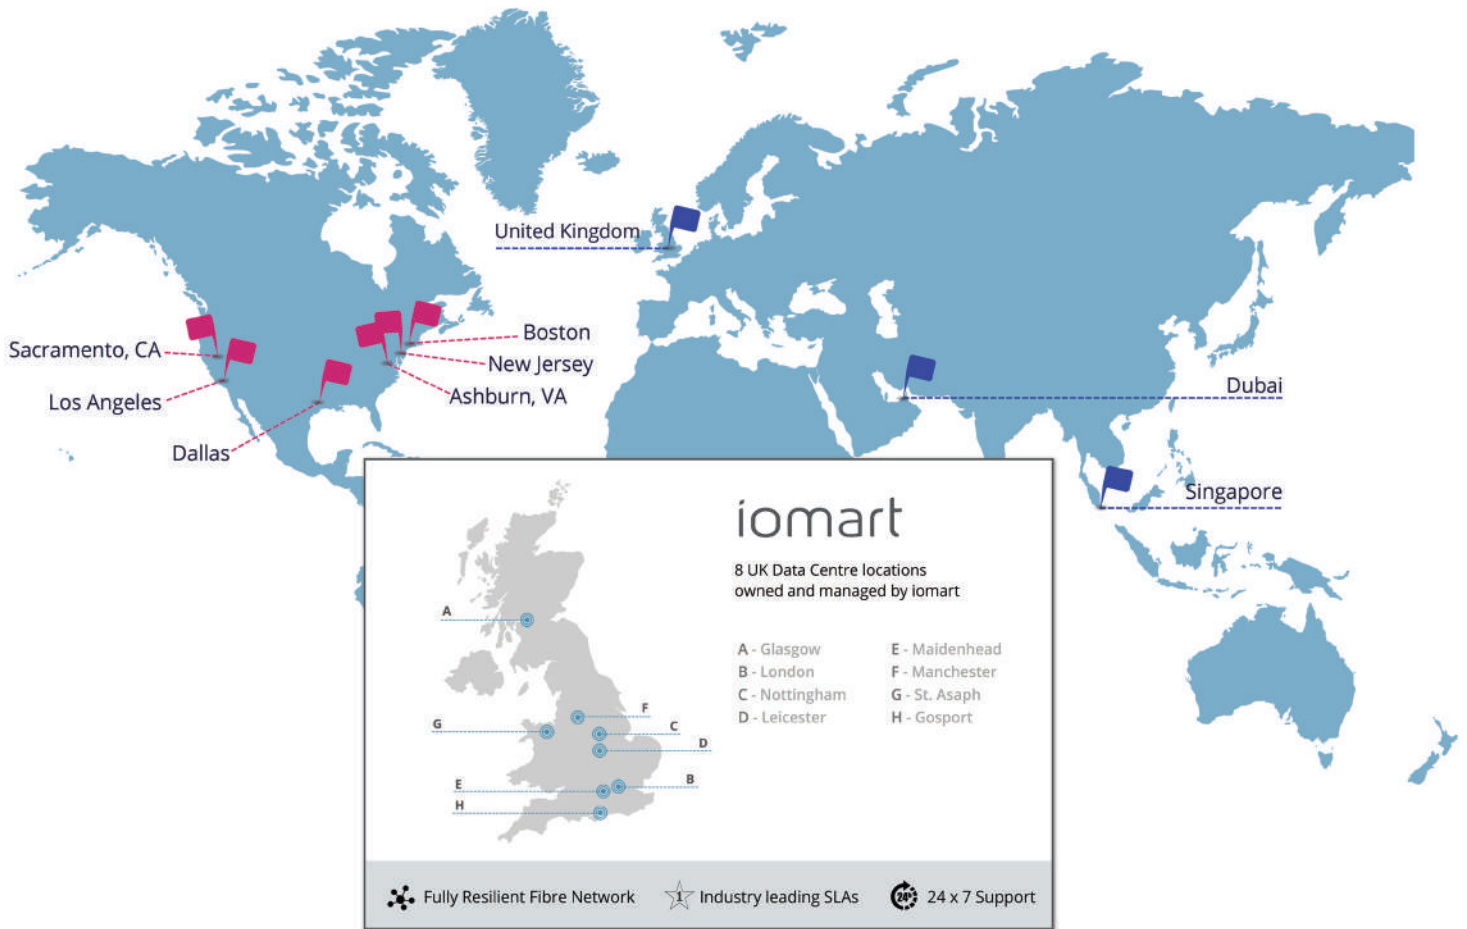 United Kingdom
Boston
Sacramento, CA
New Jersey
Ashburn, VA
Los Angeles
Dubai
Dallas
Singapore
iomart
8 UK Data Centre locations
owned and managed by iomart
A - Glasgow
B - London
C - Nottingham
D - Leicester
E - Maidenhead
F - Manchester
G - St. Asaph
H - Gosport
A
F
G
C
D
B
E
H
Fully Resilient Fibre Network
1
Industry leading SLAs
24h
24 x 7 Support